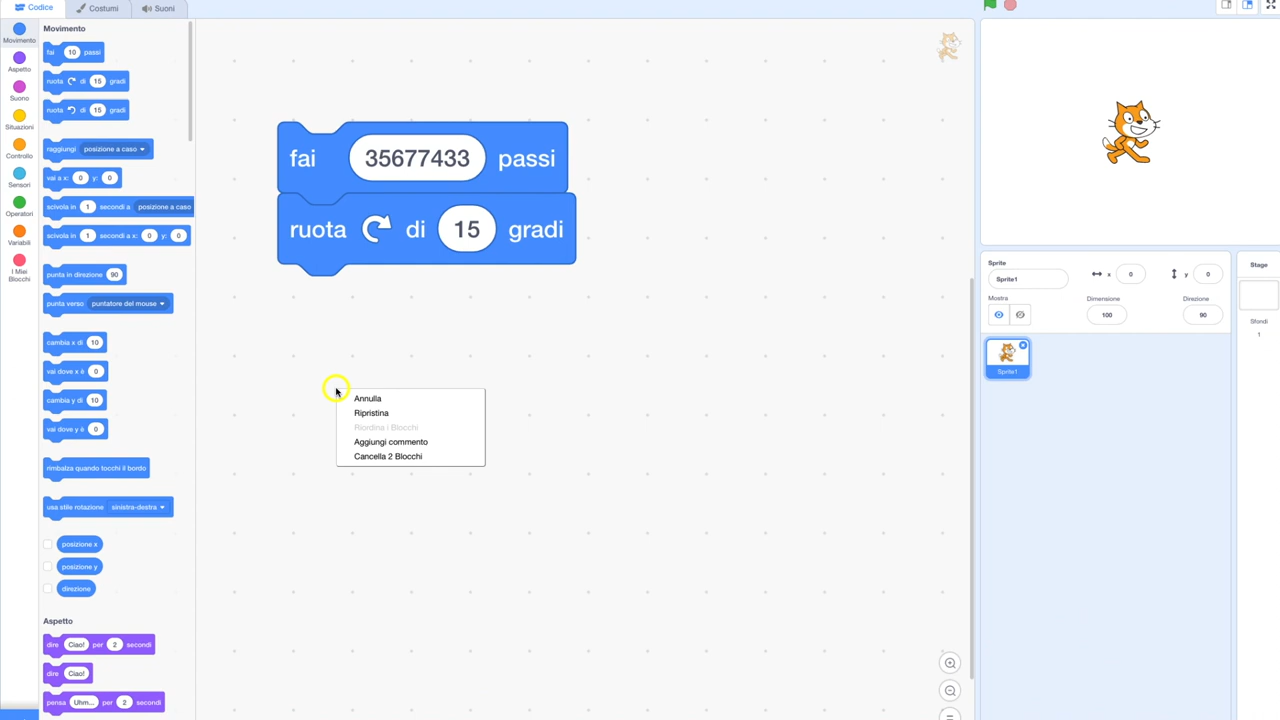 Codice
Costumi
Suoni
Movimento
Aspetto
Suono
Situazioni
Controllo
Sensori
Operatori
Variabili
I Miei
Blocchi
Movimento
fai 10 passi
ruota di 15 gradi
ruota di 15 gradi
raggiungi posizione a caso
vai a x: 0 y: 0
scivola in 1 secondi a posizione a caso
scivola in 1 secondi a x: 0 y: 0
punta in direzione 90
punta verso puntatore del mouse
cambia x di 10
vai dove x è 0
cambia y di 10
vai dove y è 0
rimbalza quando tocchi il bordo
usa stile rotazione sinistra-destra
posizione x
posizione y
direzione
Aspetto
dire Ciao! per 2 secondi
dire Ciao!
pensa Uhm... per 2 secondi
fai 35677433 passi
ruota di 15 gradi
Annulla
Ripristina
Riordina i Blocchi
Aggiungi commento
Cancella 2 Blocchi
Sprite
Sprite1
x 0
y 0
Mostra
Dimensione
100
Direzione
90
Sprite1
Stage
Sfondi
1